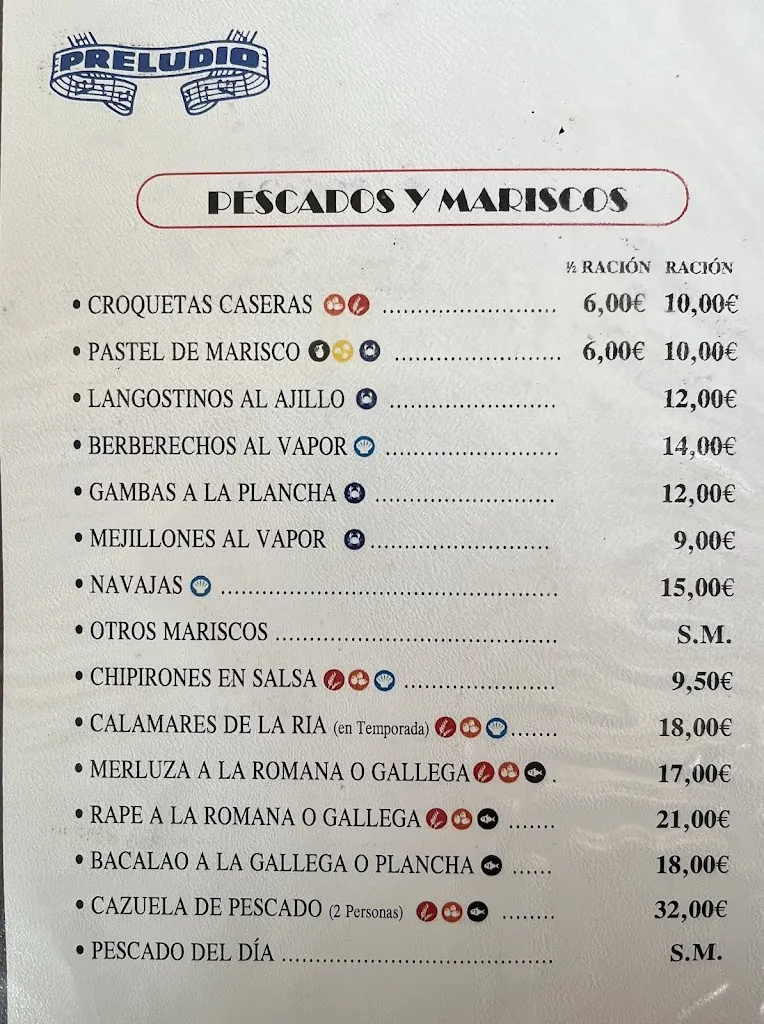 PRELUDIO
PESCADOS Y MARISCOS
½ RACIÓN RACIÓN
• CROQUETAS CASERAS ........................... 6,00€ 10,00€
• PASTEL DE MARISCO .......................... 6,00€ 10,00€
• LANGOSTINOS AL AJILLO .......................... 12,00€
• BERBERECHOS AL VAPOR ........................... 14,00€
• GAMBAS A LA PLANCHA ............................ 12,00€
• MEJILLONES AL VAPOR ............................ 9,00€
• NAVAJAS .................................................... 15,00€
• OTROS MARISCOS ............................................ S.M.
• CHIPIRONES EN SALSA ........................ 9,50€
• CALAMARES DE LA RIA (en Temporada) ....... 18,00€
• MERLUZA A LA ROMANA O GALLEGA . 17,00€
• RAPE A LA ROMANA O GALLEGA ....... 21,00€
• BACALAO A LA GALLEGA O PLANCHA ...... 18,00€
• CAZUELA DE PESCADO (2 Personas) ........ 32,00€
• PESCADO DEL DÍA .......................................... S.M.